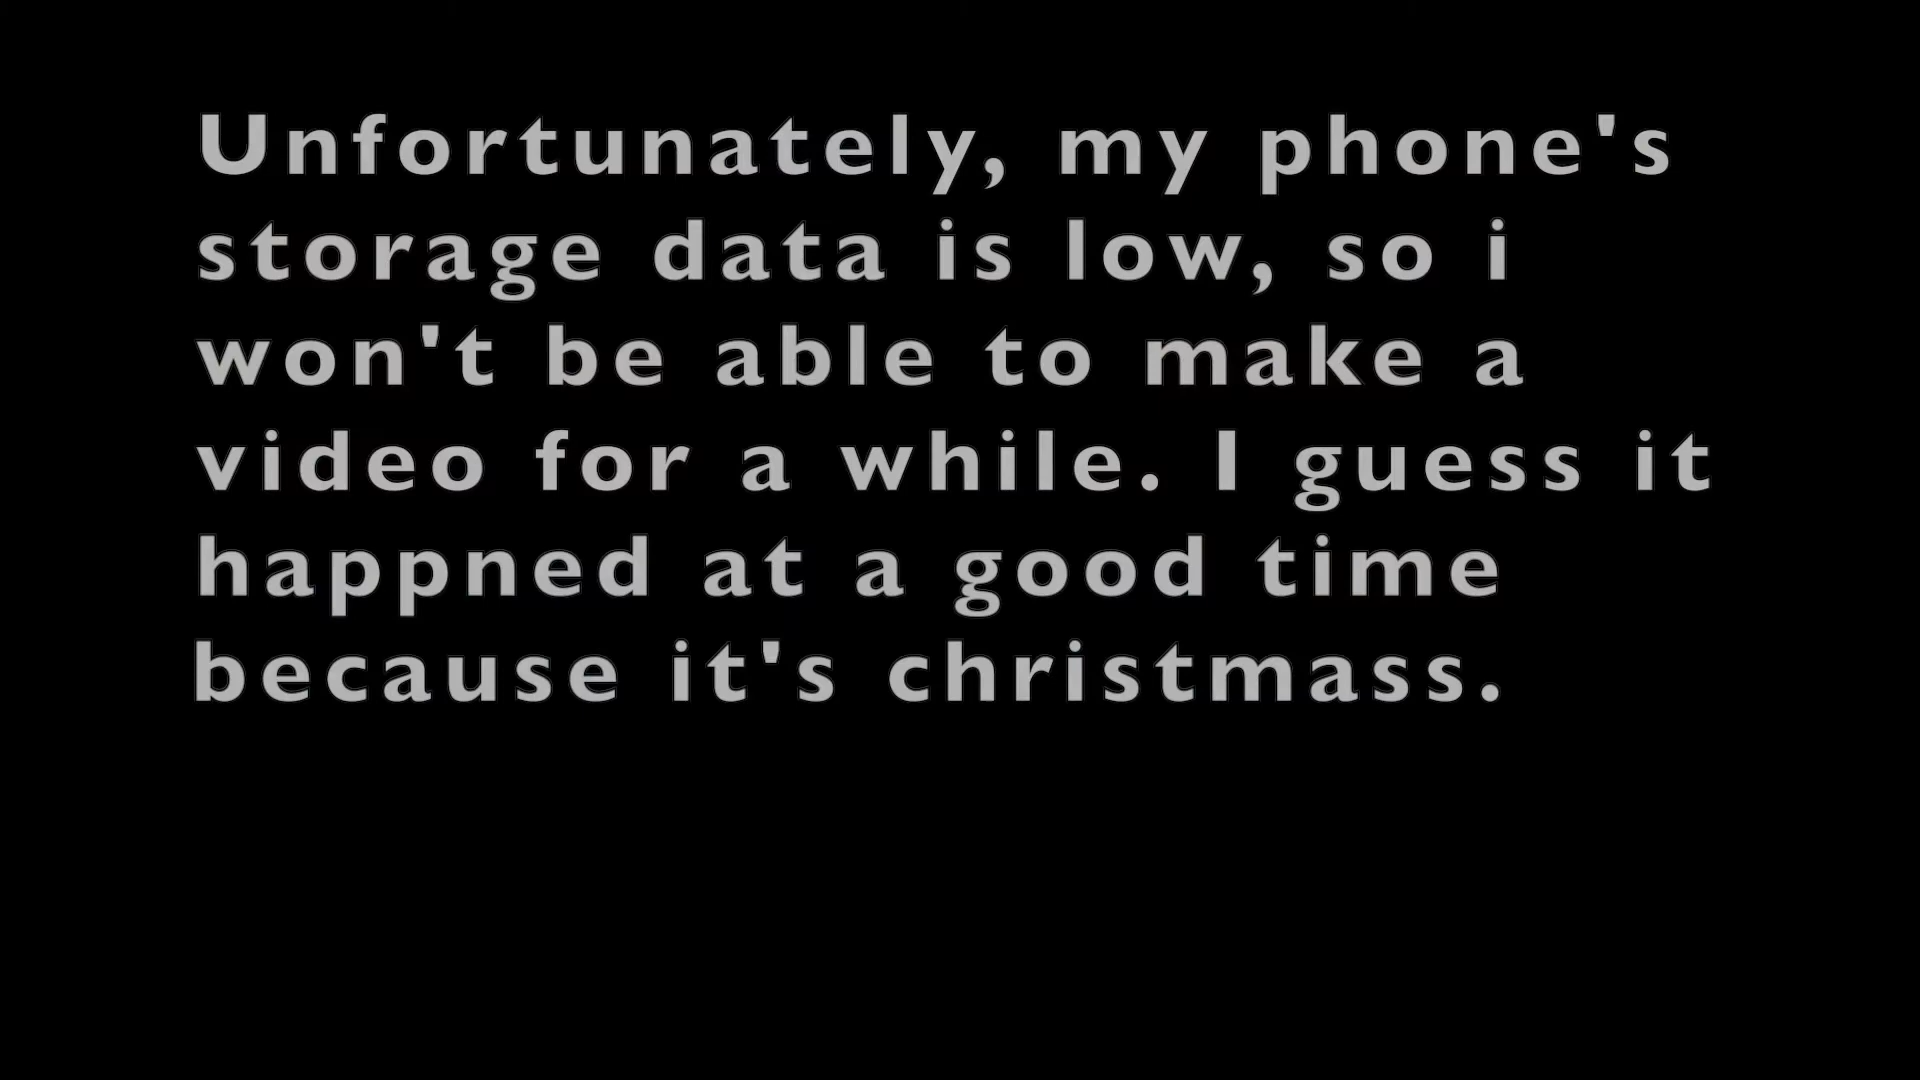 Unfortunately, my phone's
storage data is low, so i
won't be able to make a
video for a while. I guess it
happned at a good time
because it's christmass.